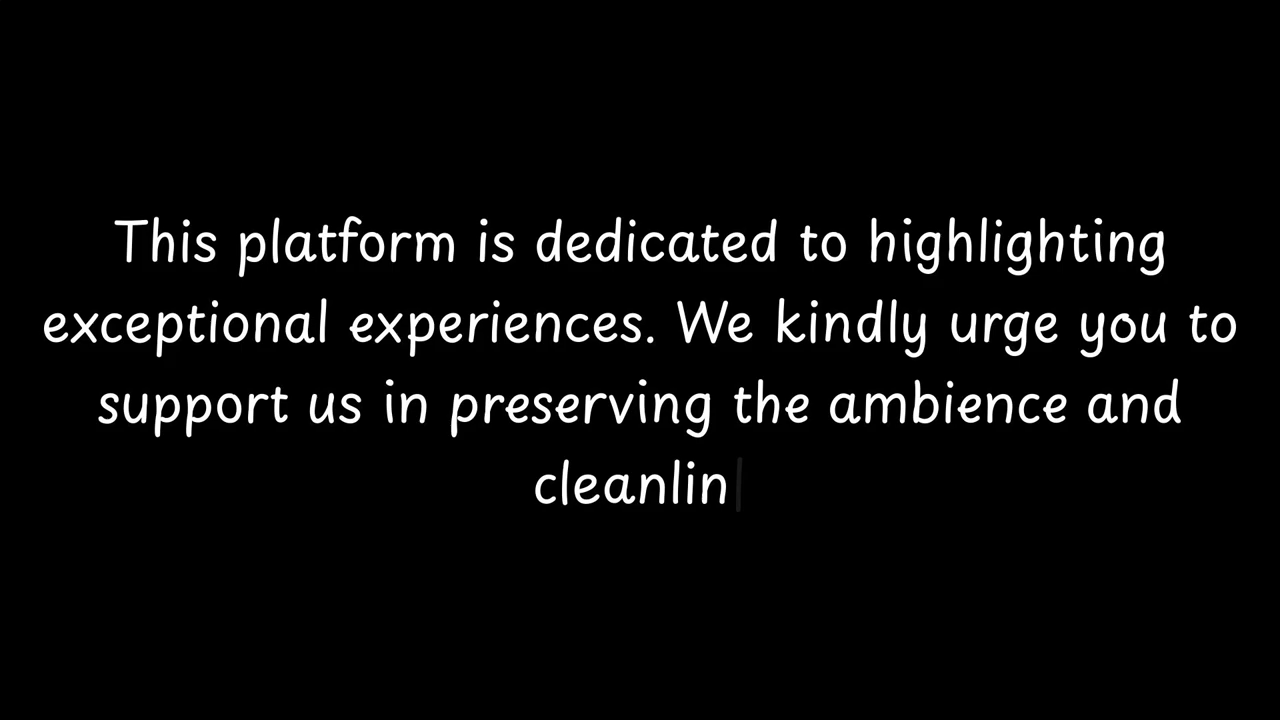 This platform is dedicated to highlighting
exceptional experiences. We kindly urge you to
support us in preserving the ambience and
cleanlin